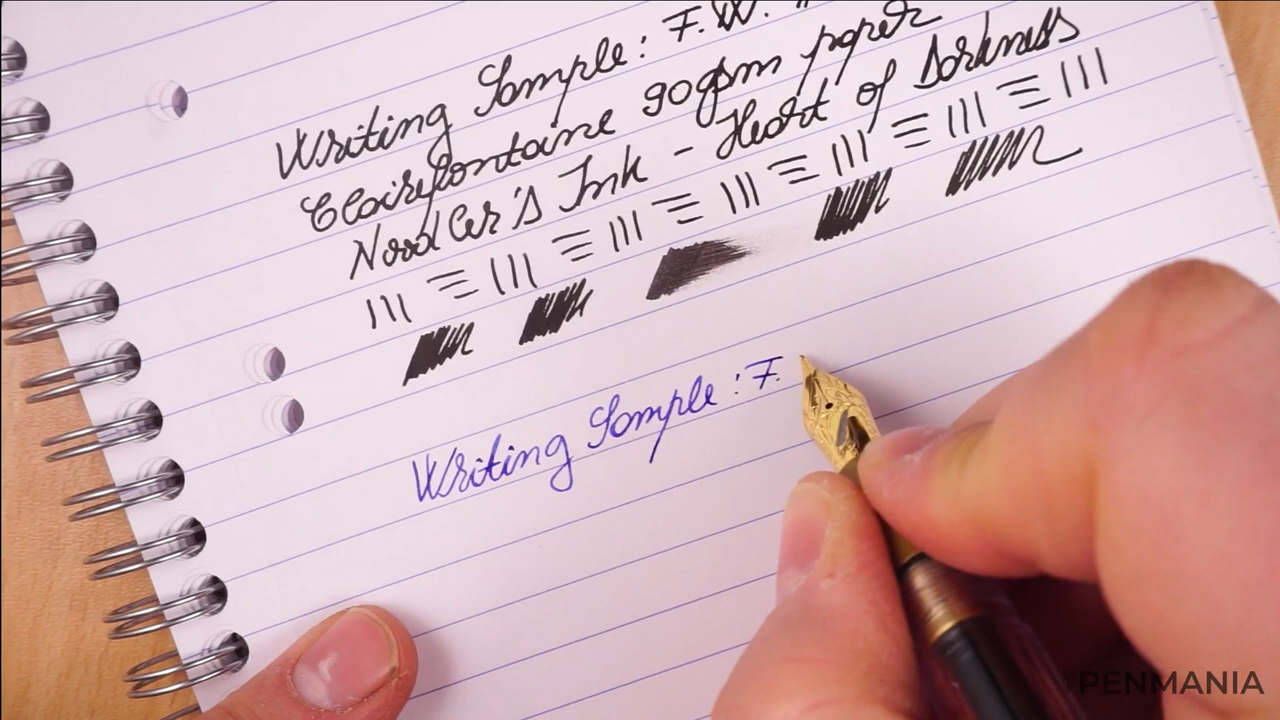 Writing Sample: F.W.
Clairefontaine 90gsm paper
Noodler's Ink - Heart of Darkness
Writing Sample: F.
PENMANIA